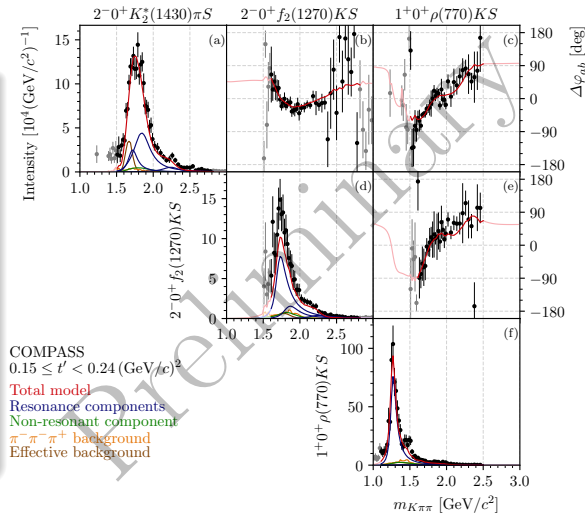 2⁻0⁺K₂*(1430)πS
2⁻0⁺f₂(1270)KS
1⁺0⁺ρ(770)KS
Intensity [10⁴(GeV/c²)⁻¹]
15
10
5
0
(a)
(b)
(c)
180
90
0
−90
−180
Δφ_ab [deg]
1.0 1.5 2.0 2.5
2⁻0⁺f₂(1270)KS
15
10
5
0
(d)
(e)
180
90
0
−90
−180
1.0 1.5 2.0 2.5
1⁺0⁺ρ(770)KS
100
75
50
25
0
(f)
1.0 1.5 2.0 2.5 3.0
m_Kππ [GeV/c²]
COMPASS
0.15 ≤ t′ < 0.24 (GeV/c)²
Total model
Resonance components
Non-resonant component
π⁻π⁻π⁺ background
Effective background
Preliminary